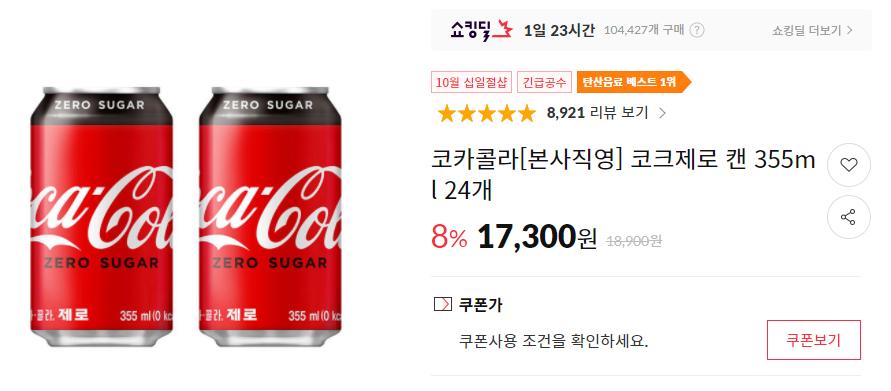 쇼킹딜 1일 23시간 104,427개 구매 ? 쇼킹딜 더보기 >
10월 십일절샵 긴급공수 탄산음료 베스트 1위
8,921 리뷰 보기 >
코카콜라[본사직영] 코크제로 캔 355m
l 24개
8% 17,300원 18,900원
쿠폰가
쿠폰사용 조건을 확인하세요. 쿠폰보기
ZERO SUGAR ZERO SUGAR
ca-Col ca-Col
ZERO SUGAR ZERO SUGAR
콜라 제로 355 ml(0 kc 콜라 제로 355 ml(0 kca